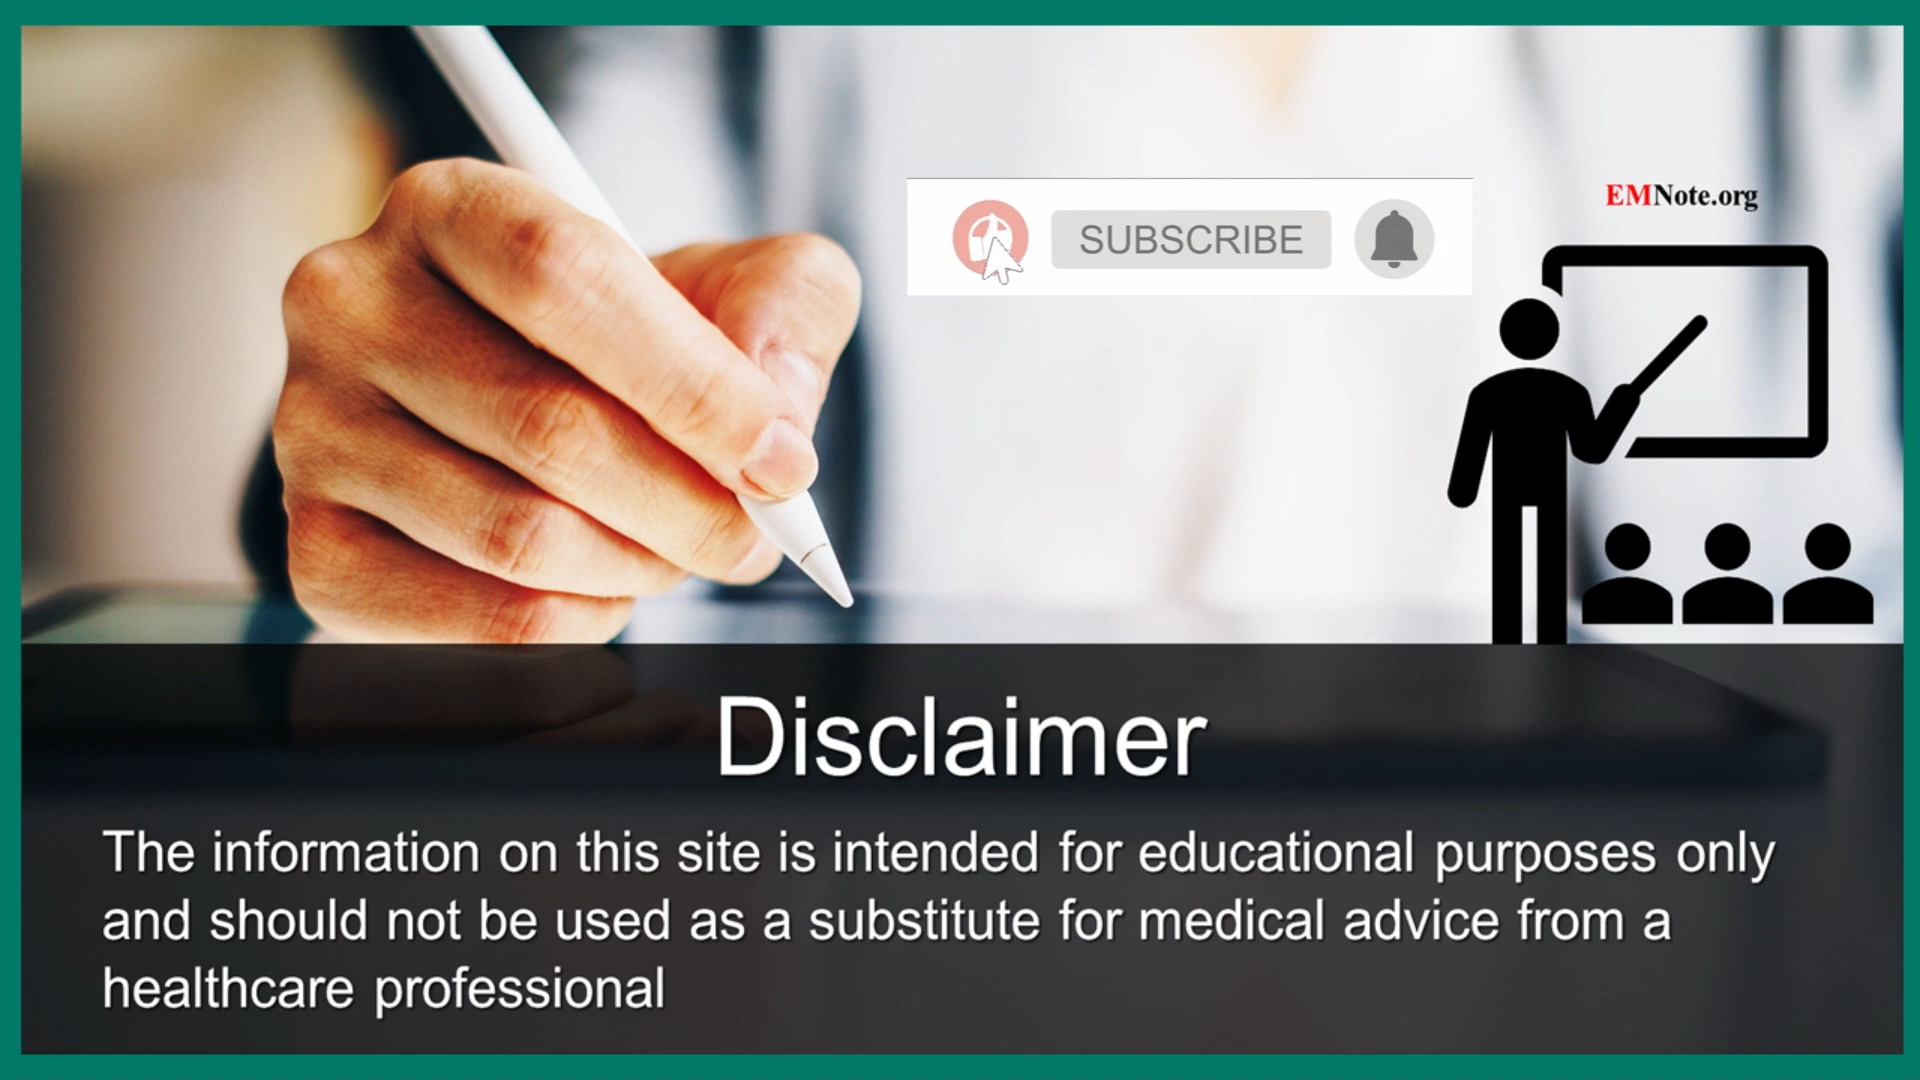 EMNote.org
SUBSCRIBE
Disclaimer
The information on this site is intended for educational purposes only
and should not be used as a substitute for medical advice from a
healthcare professional